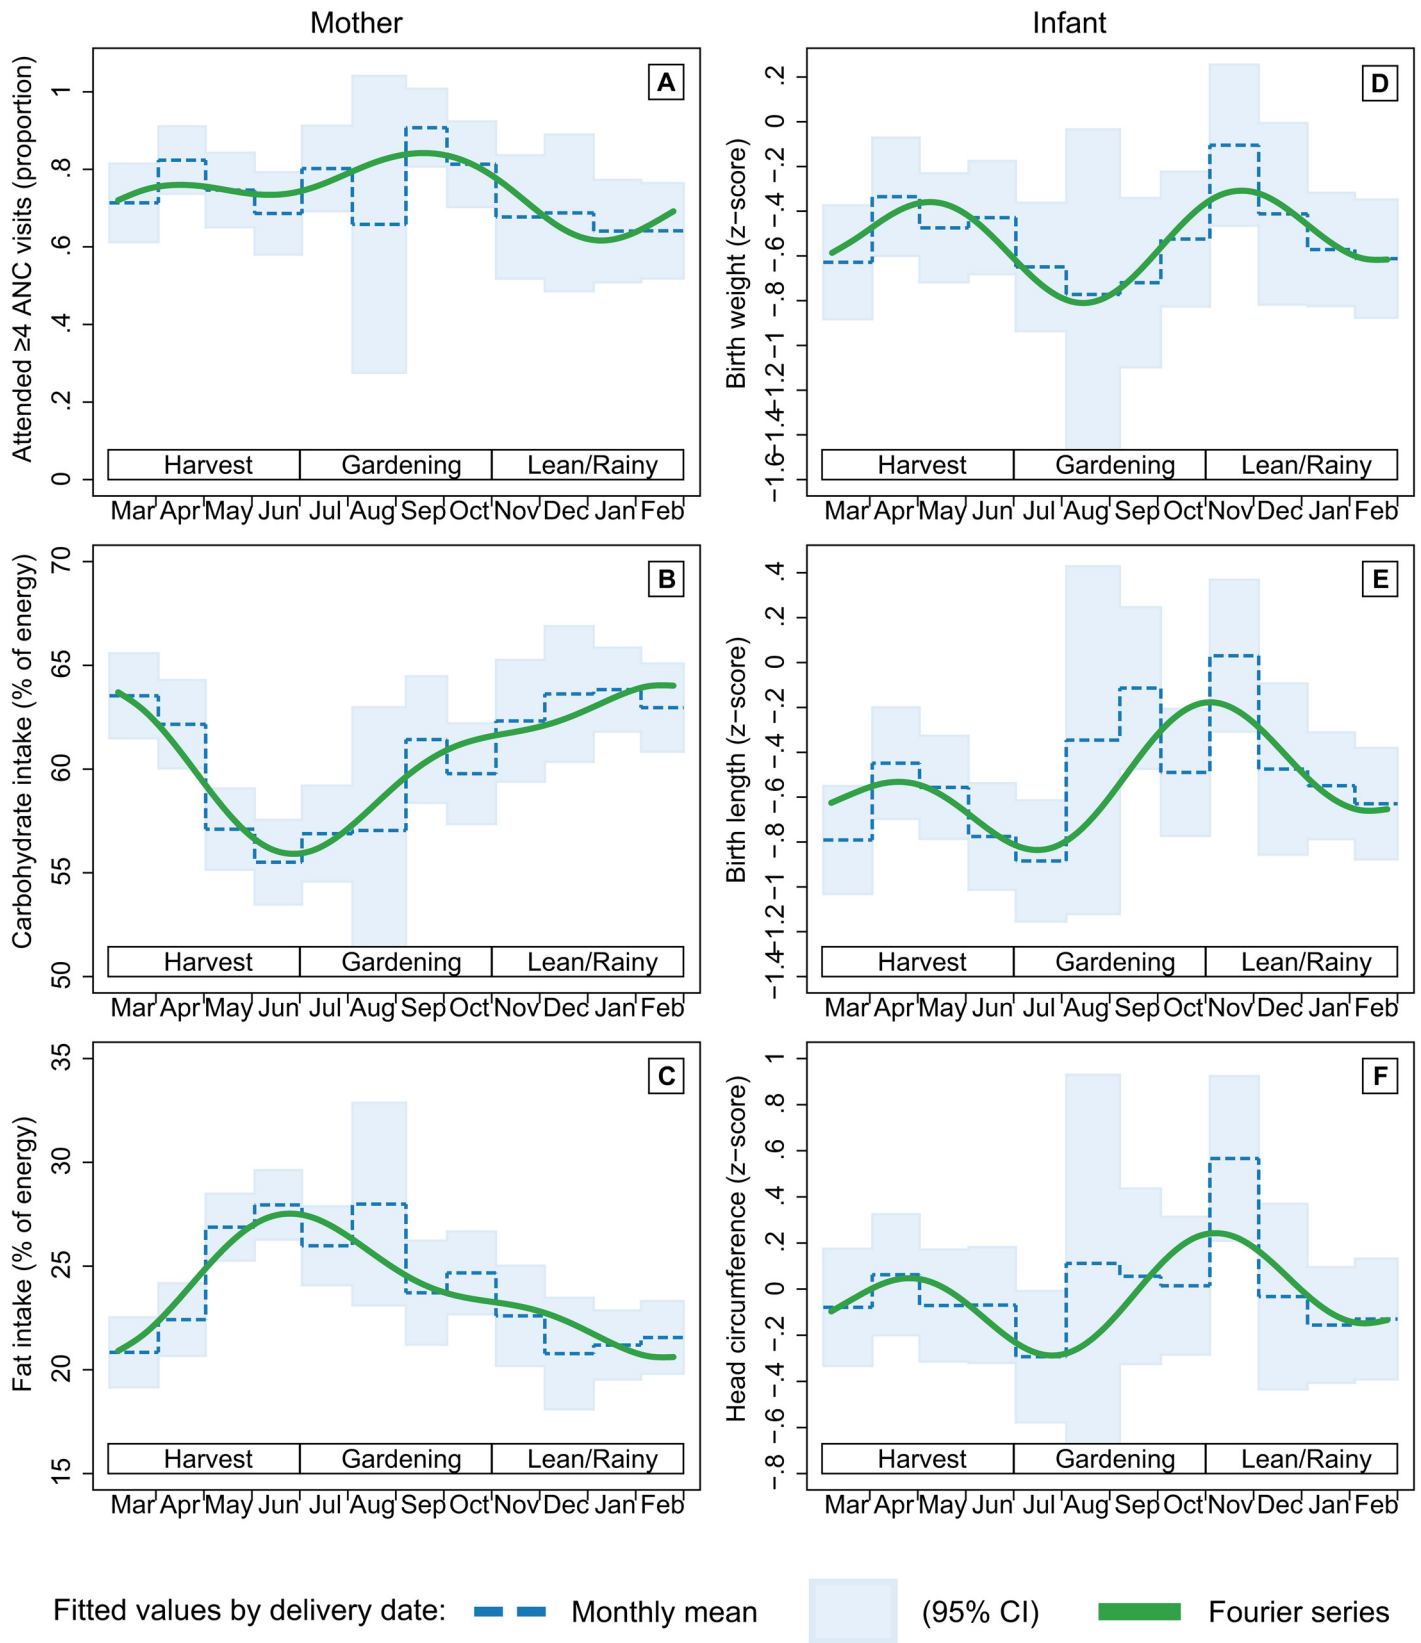 Mother
Infant
Attended ≥4 ANC visits (proportion)
1
.8
.6
.4
.2
0
A
Harvest Gardening Lean/Rainy
Mar Apr May Jun Jul Aug Sep Oct Nov Dec Jan Feb
Birth weight (z−score)
.2
0
−.2
−.4
−.6
−.8
−1
−1.2
−1.4
−1.6
D
Harvest Gardening Lean/Rainy
Mar Apr May Jun Jul Aug Sep Oct Nov Dec Jan Feb
Carbohydrate intake (% of energy)
70
65
60
55
50
B
Harvest Gardening Lean/Rainy
Mar Apr May Jun Jul Aug Sep Oct Nov Dec Jan Feb
Birth length (z−score)
.4
.2
0
−.2
−.4
−.6
−.8
−1
−1.2
−1.4
E
Harvest Gardening Lean/Rainy
Mar Apr May Jun Jul Aug Sep Oct Nov Dec Jan Feb
Fat intake (% of energy)
35
30
25
20
15
C
Harvest Gardening Lean/Rainy
Mar Apr May Jun Jul Aug Sep Oct Nov Dec Jan Feb
Head circumference (z−score)
1
.8
.6
.4
.2
0
−.2
−.4
−.6
−.8
F
Harvest Gardening Lean/Rainy
Mar Apr May Jun Jul Aug Sep Oct Nov Dec Jan Feb
Fitted values by delivery date: Monthly mean (95% CI) Fourier series